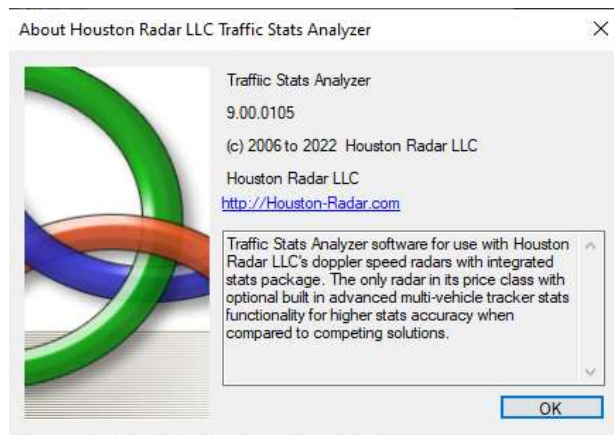 About Houston Radar LLC Traffic Stats Analyzer
Traffiic Stats Analyzer
9.00.0105
(c) 2006 to 2022 Houston Radar LLC
Houston Radar LLC
http://Houston-Radar.com
Traffic Stats Analyzer software for use with Houston
Radar LLC's doppler speed radars with integrated
stats package. The only radar in its price class with
optional built in advanced multi-vehicle tracker stats
functionality for higher stats accuracy when
compared to competing solutions.
OK